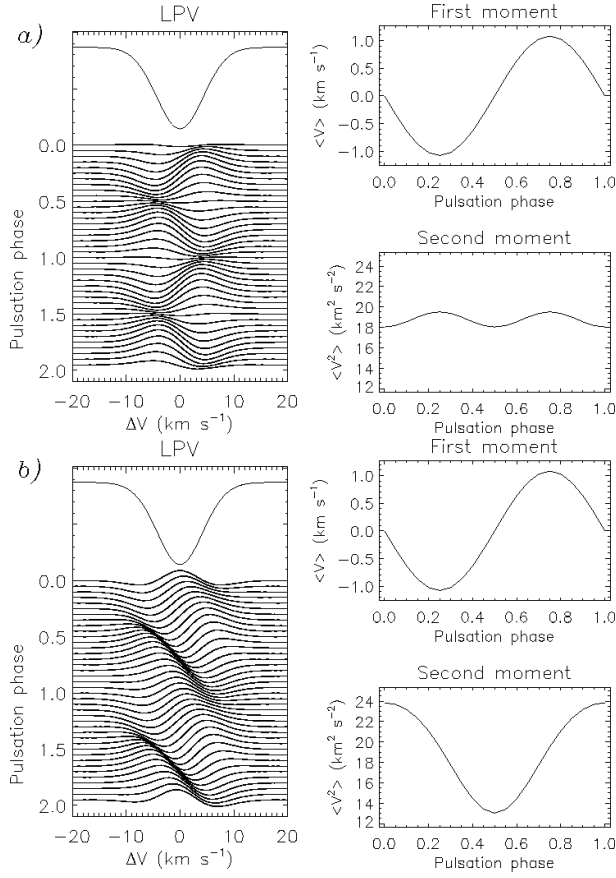 a)
LPV
Pulsation phase
0.0
0.5
1.0
1.5
2.0
−20 −10 0 10 20
ΔV (km s⁻¹)
First moment
<V> (km s⁻¹)
1.0
0.5
0.0
−0.5
−1.0
0.0 0.2 0.4 0.6 0.8 1.0
Pulsation phase
Second moment
<V²> (km² s⁻²)
24
22
20
18
16
14
12
0.0 0.2 0.4 0.6 0.8 1.0
Pulsation phase
b)
LPV
Pulsation phase
0.0
0.5
1.0
1.5
2.0
−20 −10 0 10 20
ΔV (km s⁻¹)
First moment
<V> (km s⁻¹)
1.0
0.5
0.0
−0.5
−1.0
0.0 0.2 0.4 0.6 0.8 1.0
Pulsation phase
Second moment
<V²> (km² s⁻²)
24
22
20
18
16
14
12
0.0 0.2 0.4 0.6 0.8 1.0
Pulsation phase